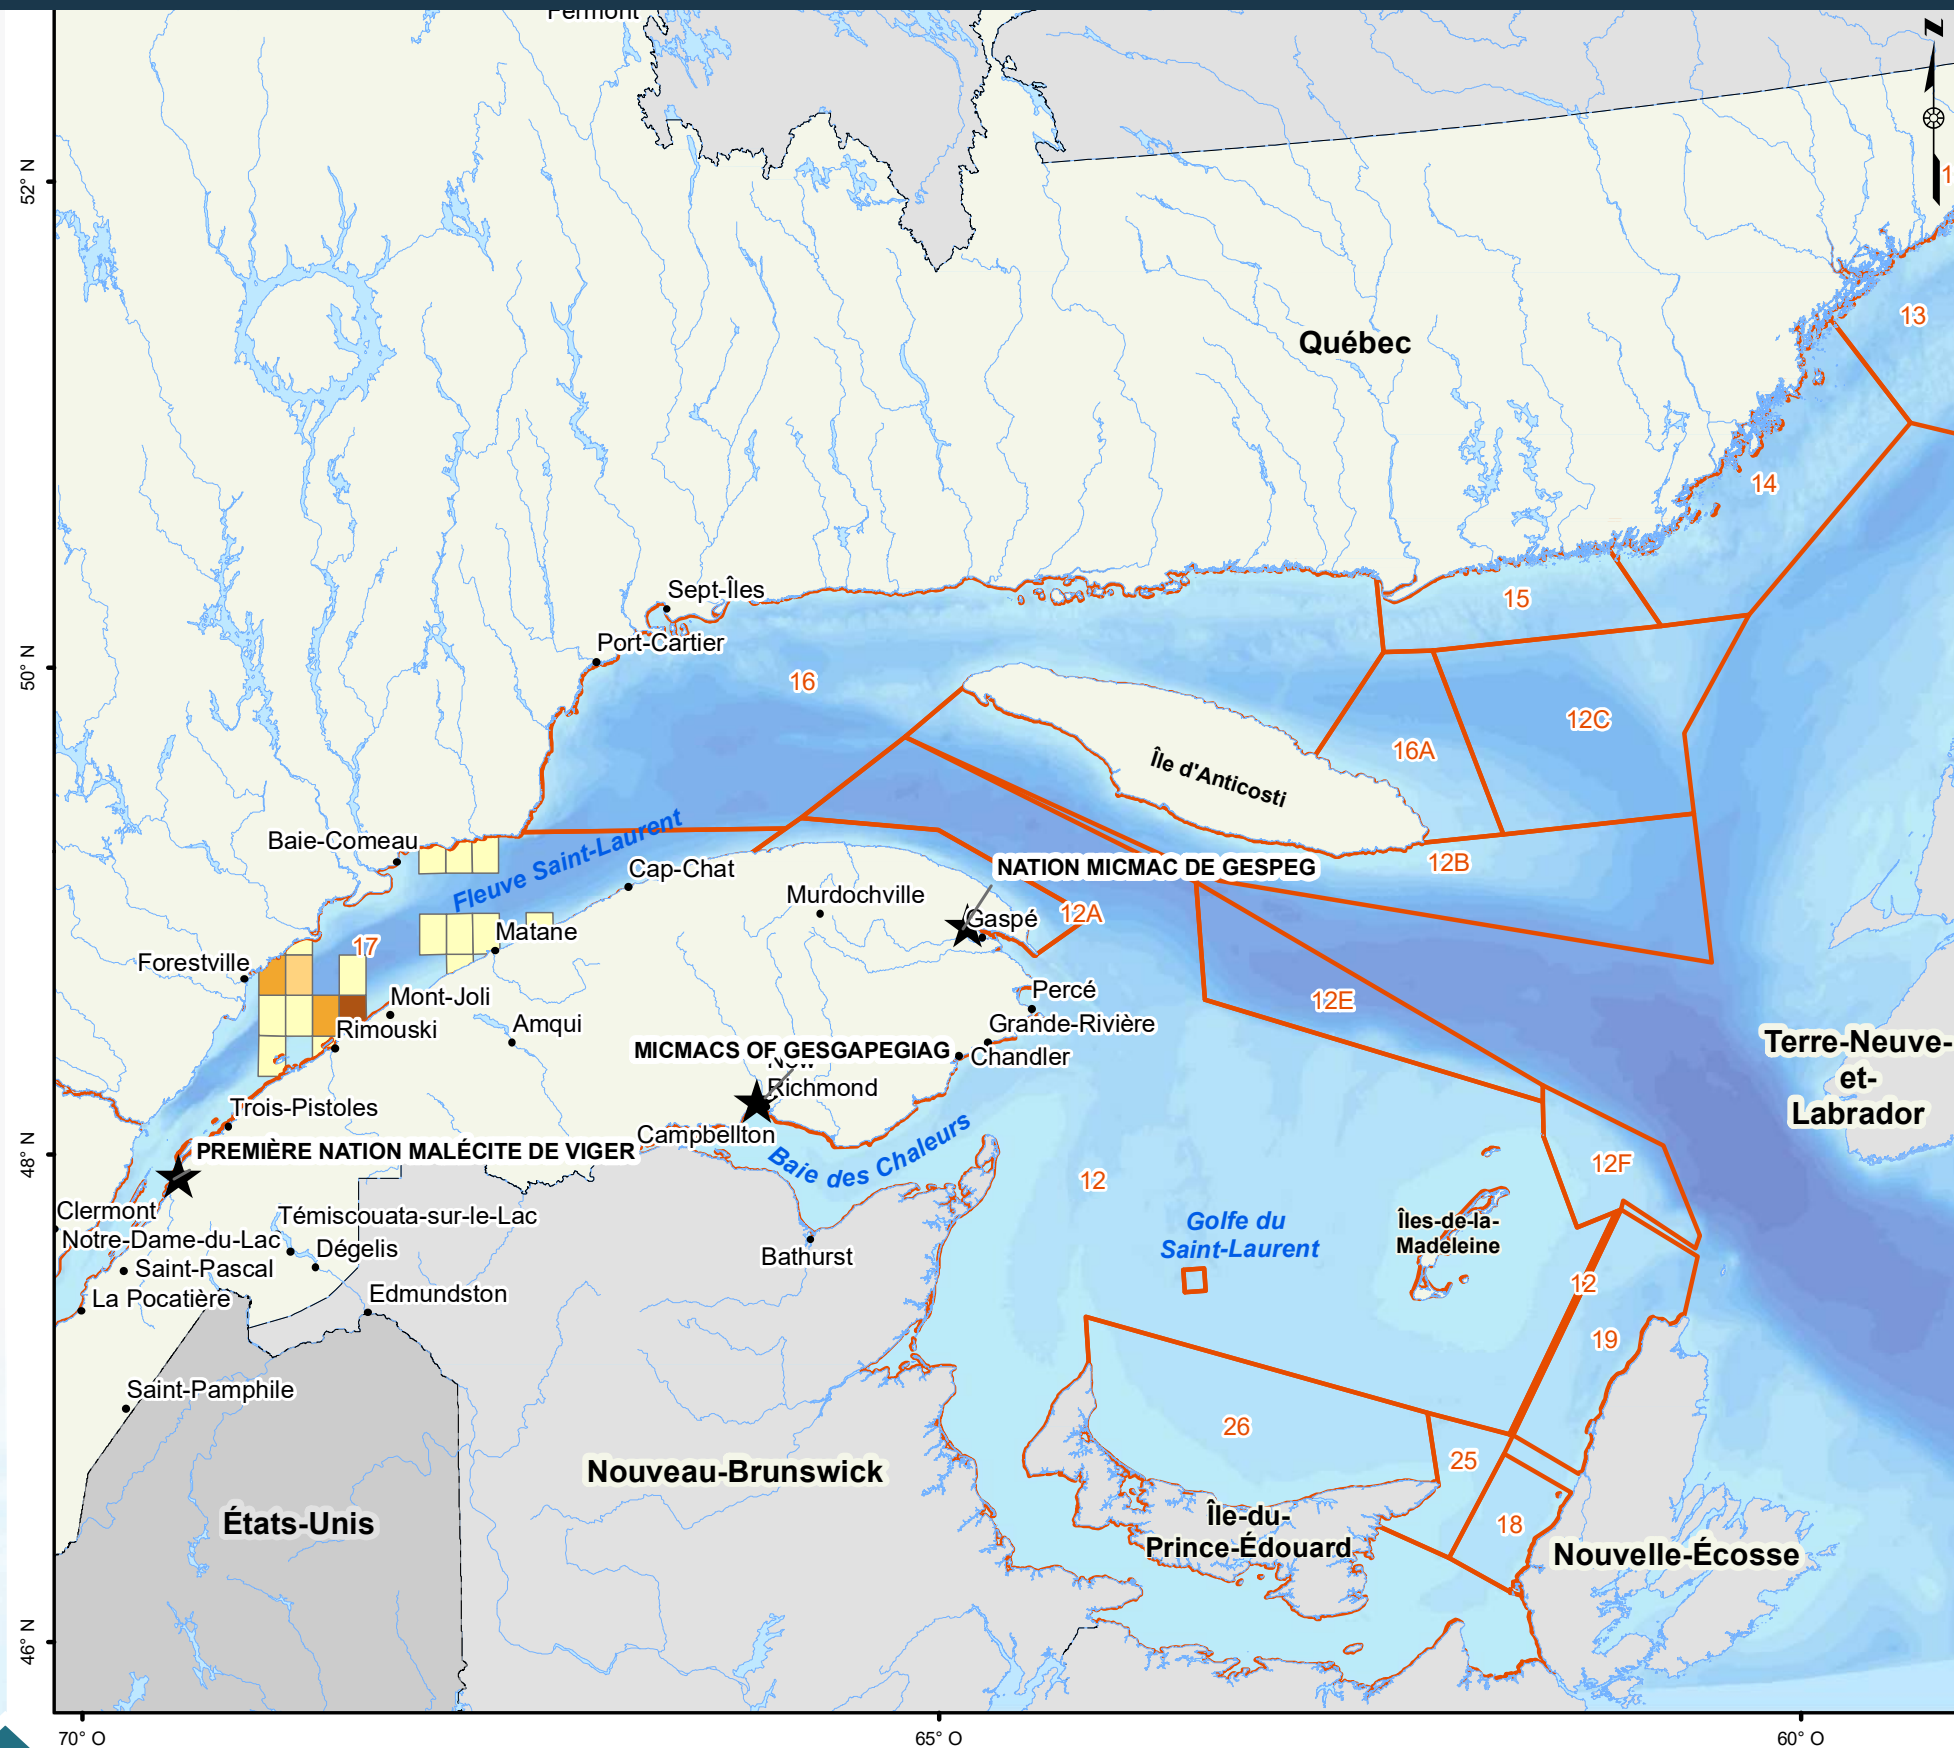 Fermont
N
52° N
1
13
Québec
14
Sept-Îles
15
Port-Cartier
50° N
16
12C
16A
Île d'Anticosti
Baie-Comeau
Fleuve Saint-Laurent
Cap-Chat
12B
NATION MICMAC DE GESPEG
Murdochville
Gaspé
12A
Matane
17
Forestville
Mont-Joli
Percé
12E
Rimouski
Amqui
Grande-Rivière
Terre-Neuve-
et-
Labrador
MICMACS OF GESGAPEGIAG
Chandler
New
Richmond
Trois-Pistoles
Campbellton
48° N
PREMIÈRE NATION MALÉCITE DE VIGER
Baie des Chaleurs
12
12F
Clermont
Témiscouata-sur-le-Lac
Golfe du
Saint-Laurent
Îles-de-la-
Madeleine
Notre-Dame-du-Lac
Dégelis
Bathurst
Saint-Pascal
12
La Pocatière
Edmundston
19
Saint-Pamphile
26
25
Nouveau-Brunswick
États-Unis
Île-du-
Prince-Édouard
18
Nouvelle-Écosse
46° N
70° O
65° O
60° O